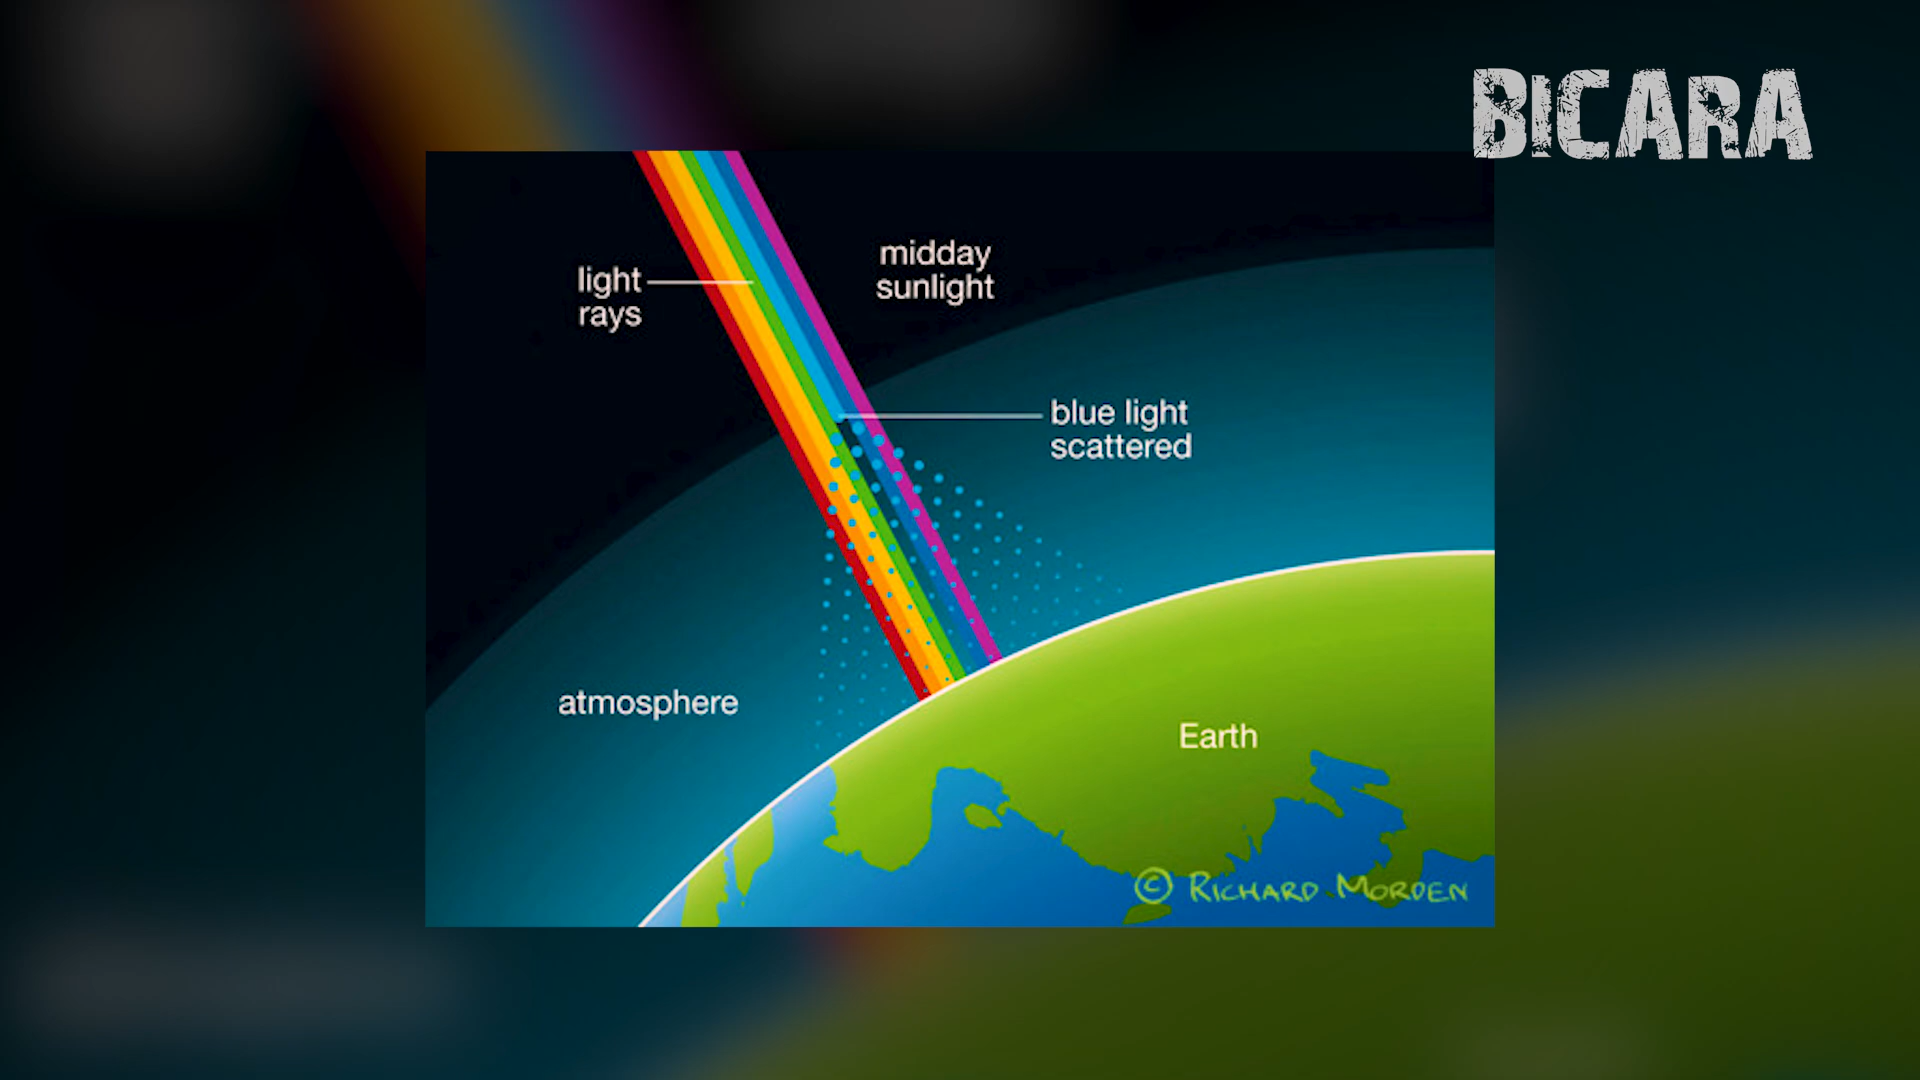 BICARA
midday
sunlight
light
rays
blue light
scattered
atmosphere
Earth
© RICHARD MORDEN